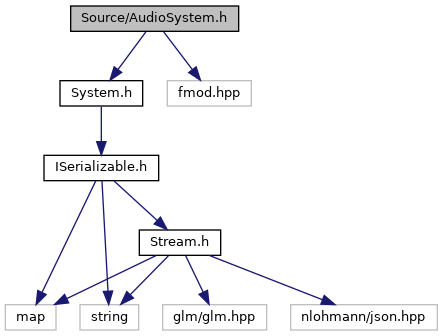 Source/AudioSystem.h
System.h
fmod.hpp
ISerializable.h
Stream.h
map
string
glm/glm.hpp
nlohmann/json.hpp